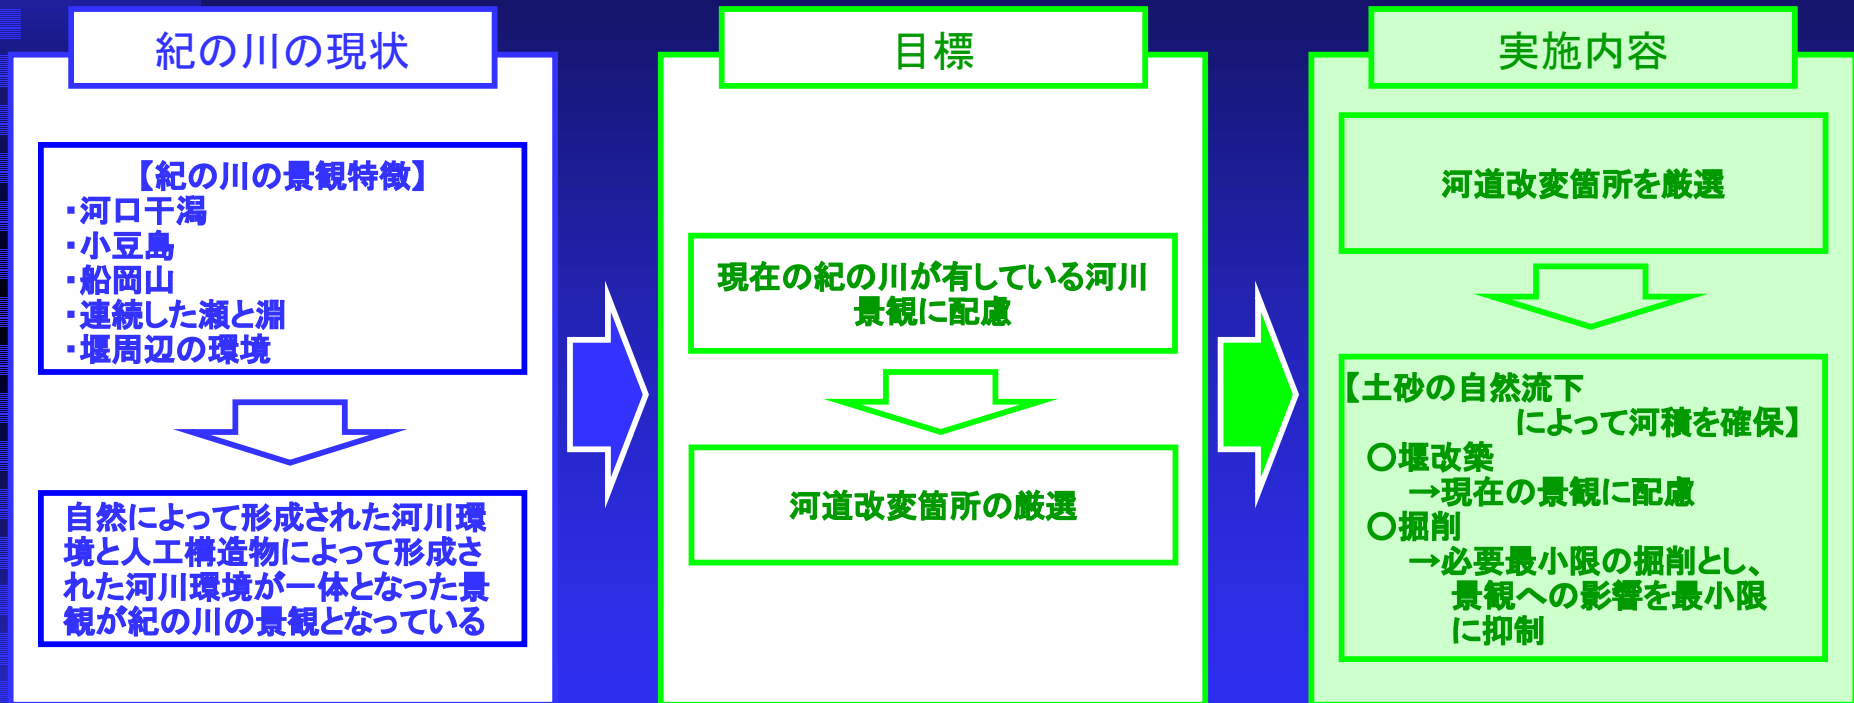 紀の川の現状
【紀の川の景観特徴】
・河口干潟
・小豆島
・船岡山
・連続した瀬と淵
・堰周辺の環境
自然によって形成された河川環
境と人工構造物によって形成さ
れた河川環境が一体となった景
観が紀の川の景観となっている
目標
現在の紀の川が有している河川
景観に配慮
河道改変箇所の厳選
実施内容
河道改変箇所を厳選
【土砂の自然流下
によって河積を確保】
○堰改築
→現在の景観に配慮
○掘削
→必要最小限の掘削とし、
景観への影響を最小限
に抑制